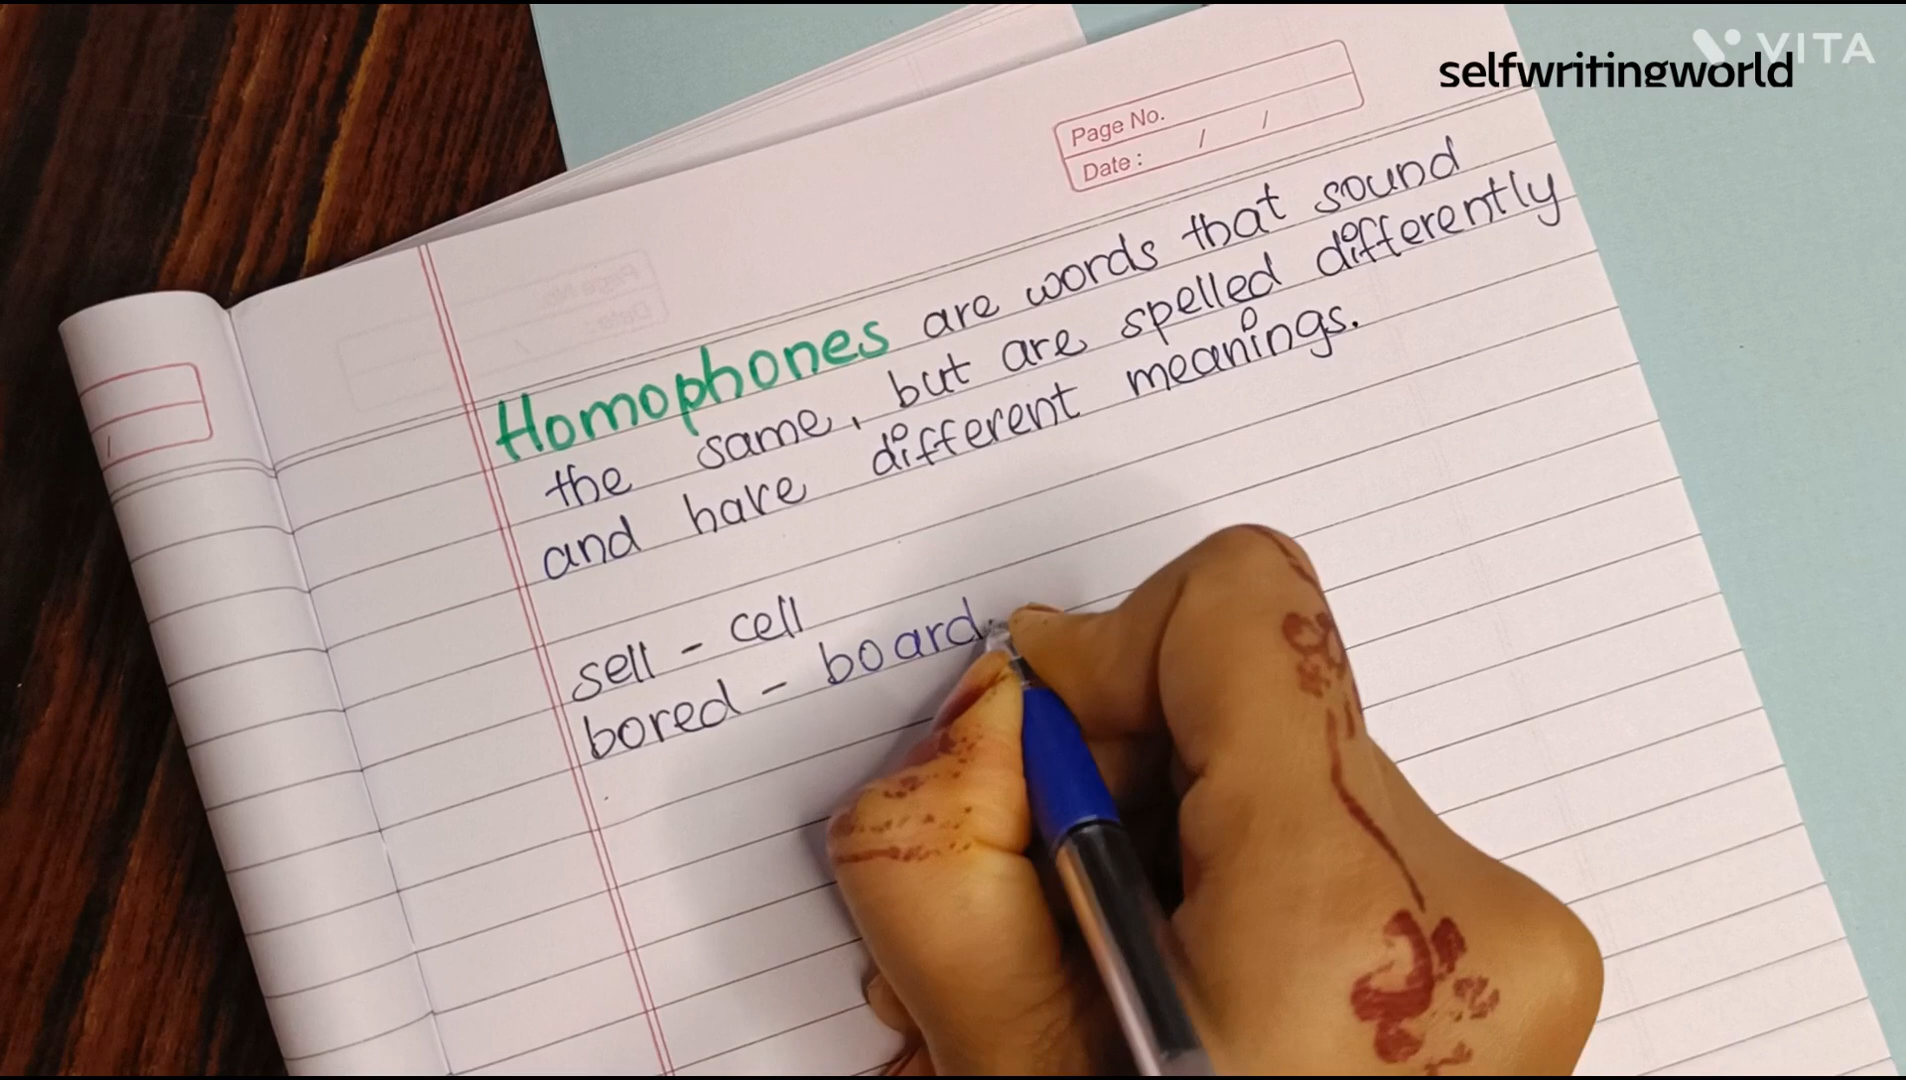 VITA
selfwritingworld
Page No.
Date : / /
Homophones are words that sound
the same, but are spelled differently
and have different meanings.
sell - cell
bored - board